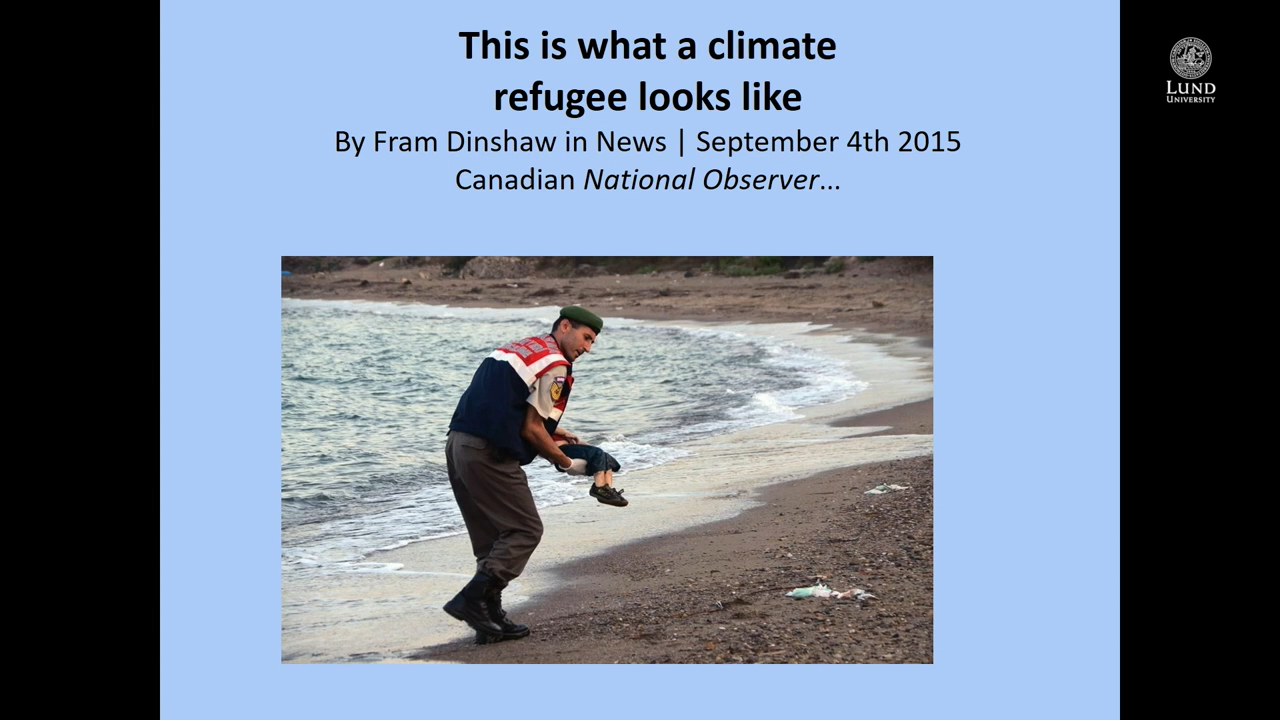 This is what a climate
refugee looks like
By Fram Dinshaw in News | September 4th 2015
Canadian National Observer...
LUND
UNIVERSITY